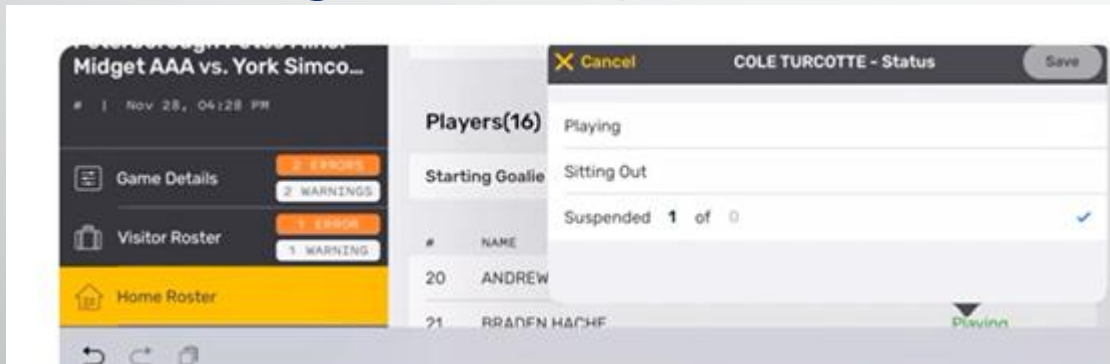 Midget AAA vs. York Simco...
# | Nov 28, 04:28 PM
Game Details
2 ERRORS
2 WARNINGS
Visitor Roster
1 ERROR
1 WARNING
Home Roster
Players(16)
Starting Goalie
# NAME
20 ANDREW
21 BRADEN HACHE
Playing
Cancel
COLE TURCOTTE - Status
Save
Playing
Sitting Out
Suspended 1 of 0